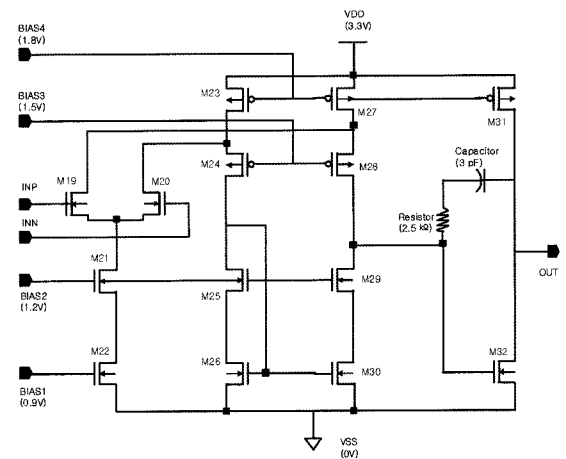 BIAS4
(1.8V)
VDD
(3.3V)
M23
M27
M31
BIAS3
(1.5V)
Capacitor
(3 pF)
M24
M28
M19
M20
INP
Resistor
(2.5 kΩ)
INN
OUT
M21
BIAS2
(1.2V)
M25
M29
M22
M26
M30
M32
BIAS1
(0.9V)
VSS
(0V)